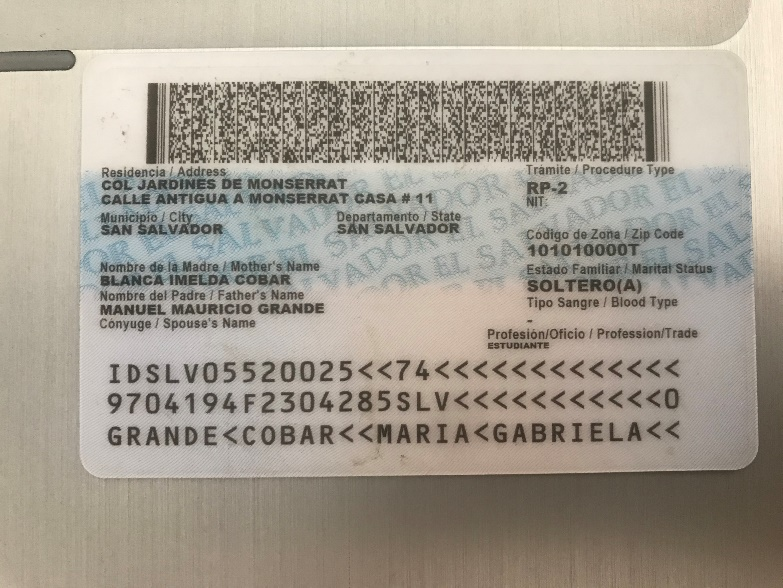 Residencia / Address
COL JARDINES DE MONSERRAT
CALLE ANTIGUA A MONSERRAT CASA # 11
Trámite / Procedure Type
RP-2
NIT:
Municipio / City
SAN SALVADOR
Departamento / State
SAN SALVADOR
Código de Zona / Zip Code
101010000T
Nombre de la Madre / Mother's Name
BLANCA IMELDA COBAR
Estado Familiar / Marital Status
SOLTERO(A)
Nombre del Padre / Father's Name
MANUEL MAURICIO GRANDE
Tipo Sangre / Blood Type
-
Cónyuge / Spouse's Name
Profesión/Oficio / Profession/Trade
ESTUDIANTE
IDSLV05520025<<74<<<<<<<<<<<<<
9704194F2304285SLV<<<<<<<<<<<0
GRANDE<COBAR<<MARIA<GABRIELA<<